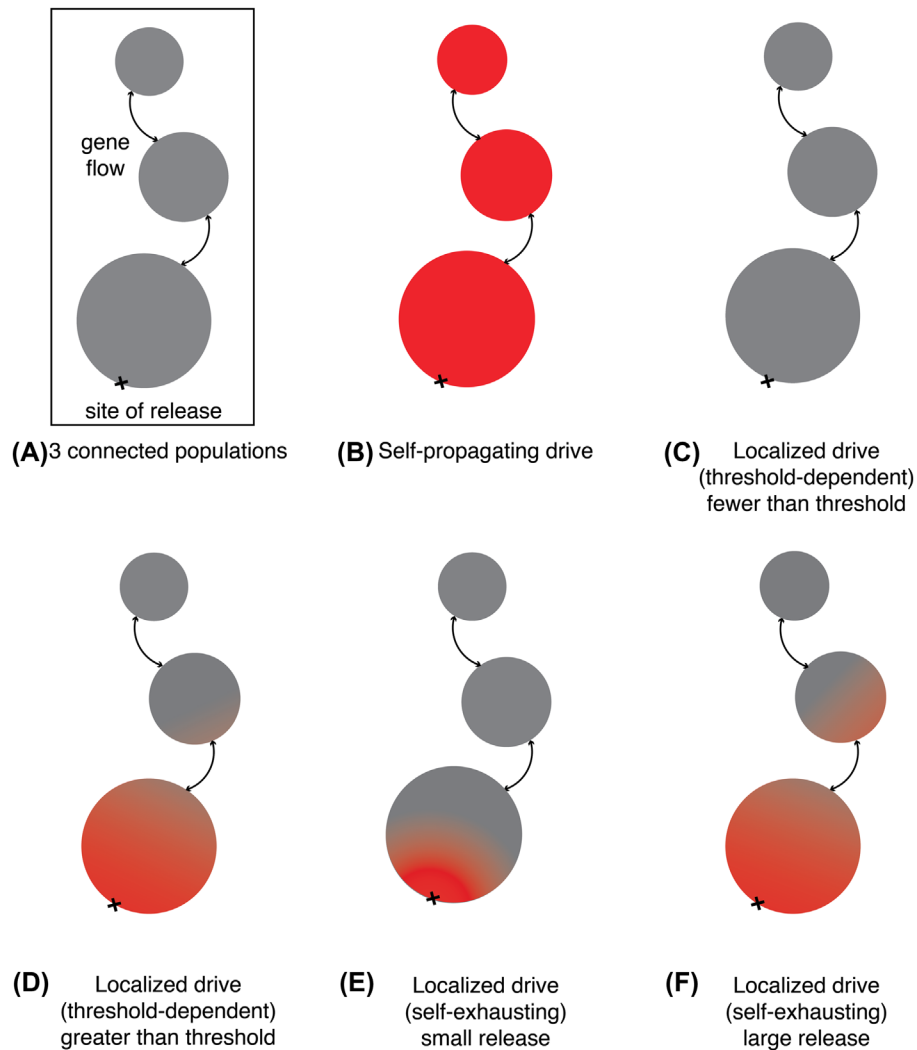 gene
flow
site of release
(A) 3 connected populations
(B) Self-propagating drive
(C) Localized drive
(threshold-dependent)
fewer than threshold
(D) Localized drive
(threshold-dependent)
greater than threshold
(E) Localized drive
(self-exhausting)
small release
(F) Localized drive
(self-exhausting)
large release